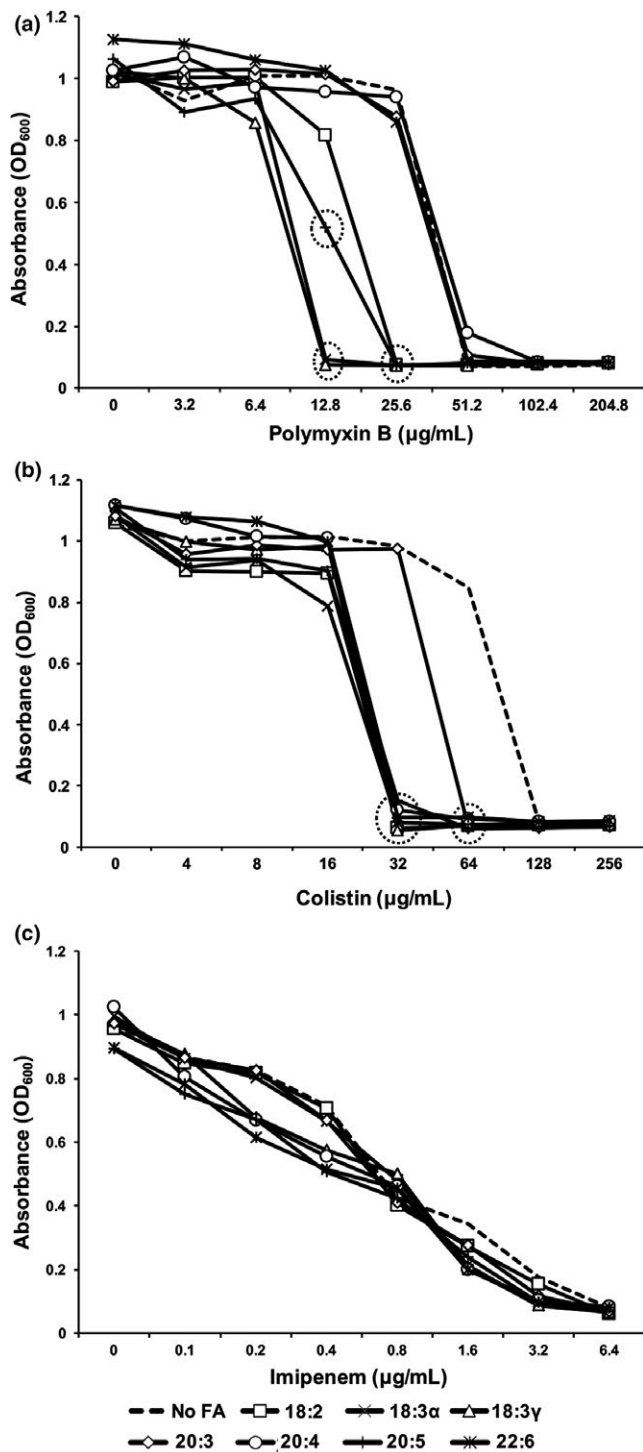 (a)
1.2
1
0.8
0.6
0.4
0.2
0
Absorbance (OD600)
0 3.2 6.4 12.8 25.6 51.2 102.4 204.8
Polymyxin B (µg/mL)
(b)
1.2
1
0.8
0.6
0.4
0.2
0
Absorbance (OD600)
0 4 8 16 32 64 128 256
Colistin (µg/mL)
(c)
1.2
1
0.8
0.6
0.4
0.2
0
Absorbance (OD600)
0 0.1 0.2 0.4 0.8 1.6 3.2 6.4
Imipenem (µg/mL)
No FA 18:2 18:3α 18:3γ
20:3 20:4 20:5 22:6